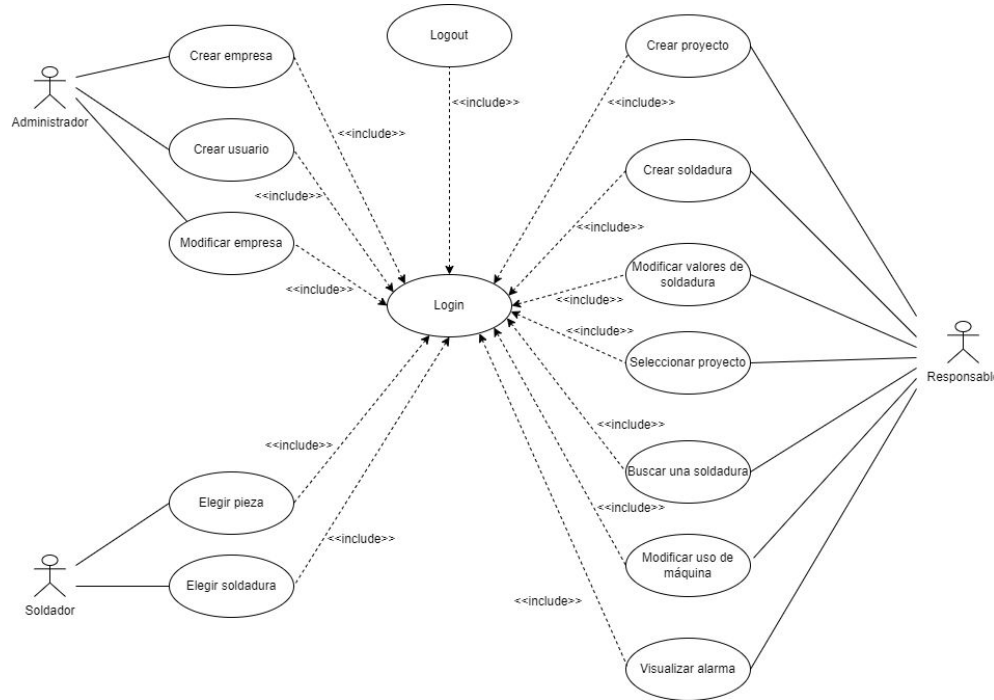 Crear empresa
Logout
Crear proyecto
<<include>>
<<include>>
Administrador
<<include>>
Crear usuario
Crear soldadura
<<include>>
<<include>>
Modificar empresa
Modificar valores de
soldadura
<<include>>
<<include>>
Login
<<include>>
Seleccionar proyecto
Responsable
<<include>>
<<include>>
Buscar una soldadura
Elegir pieza
<<include>>
<<include>>
Modificar uso de
máquina
Elegir soldadura
<<include>>
Soldador
Visualizar alarma